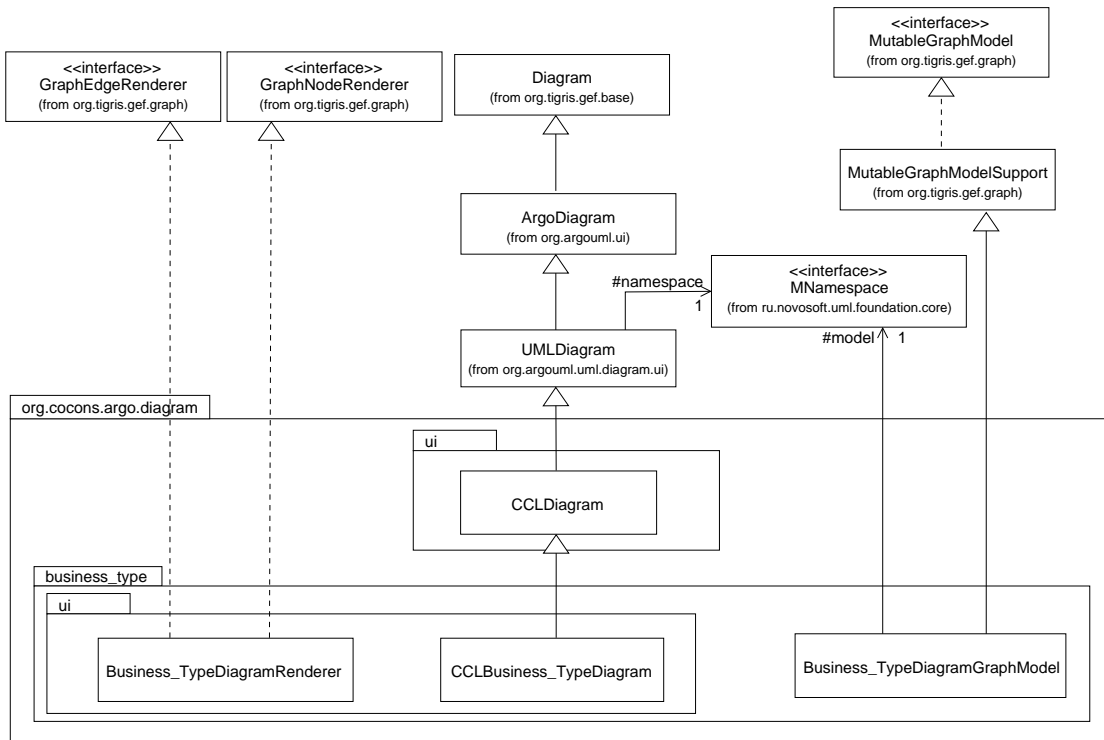 <<interface>>
MutableGraphModel
(from org.tigris.gef.graph)
<<interface>>
GraphEdgeRenderer
(from org.tigris.gef.graph)
<<interface>>
GraphNodeRenderer
(from org.tigris.gef.graph)
Diagram
(from org.tigris.gef.base)
MutableGraphModelSupport
(from org.tigris.gef.graph)
ArgoDiagram
(from org.argouml.ui)
<<interface>>
MNamespace
(from ru.novosoft.uml.foundation.core)
#namespace
1
#model
1
UMLDiagram
(from org.argouml.uml.diagram.ui)
org.cocons.argo.diagram
ui
CCLDiagram
business_type
ui
Business_TypeDiagramRenderer
CCLBusiness_TypeDiagram
Business_TypeDiagramGraphModel